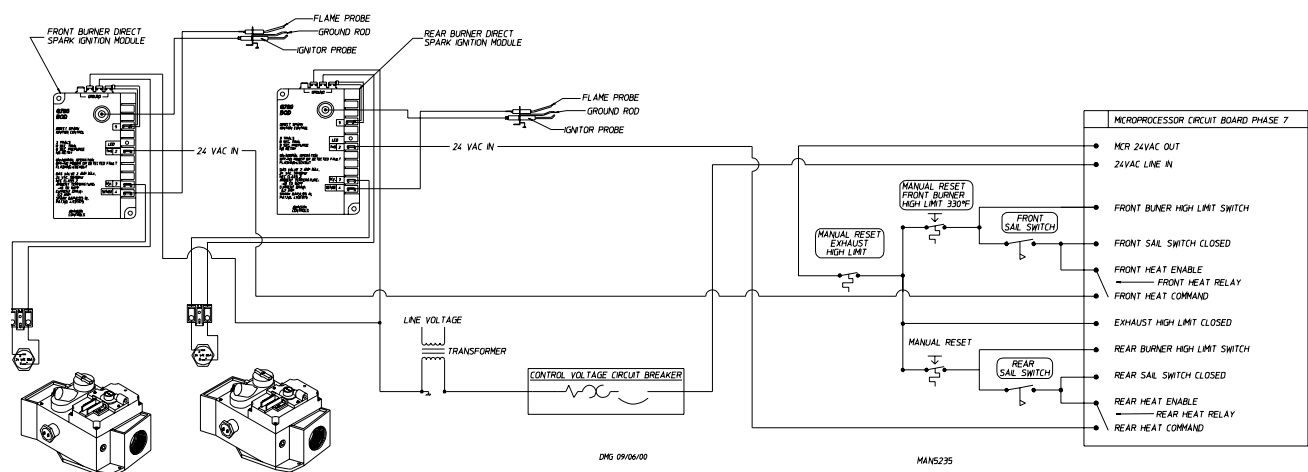 FLAME PROBE
GROUND ROD
IGNITOR PROBE
FRONT BURNER DIRECT
SPARK IGNITION MODULE
REAR BURNER DIRECT
SPARK IGNITION MODULE
FLAME PROBE
GROUND ROD
IGNITOR PROBE
GROUND
GROUND
24 VAC IN
24 VAC IN
MICROPROCESSOR CIRCUIT BOARD PHASE 7
MCR 24VAC OUT
24VAC LINE IN
MANUAL RESET
FRONT BURNER
HIGH LIMIT 330°F
FRONT BUNER HIGH LIMIT SWITCH
FRONT
SAIL SWITCH
MANUAL RESET
EXHAUST
HIGH LIMIT
FRONT SAIL SWITCH CLOSED
FRONT HEAT ENABLE
FRONT HEAT RELAY
FRONT HEAT COMMAND
LINE VOLTAGE
TRANSFORMER
EXHAUST HIGH LIMIT CLOSED
MANUAL RESET
REAR BURNER HIGH LIMIT SWITCH
REAR
SAIL SWITCH
CONTROL VOLTAGE CIRCUIT BREAKER
REAR SAIL SWITCH CLOSED
REAR HEAT ENABLE
REAR HEAT RELAY
REAR HEAT COMMAND
DMG 09/06/00
MAN5235